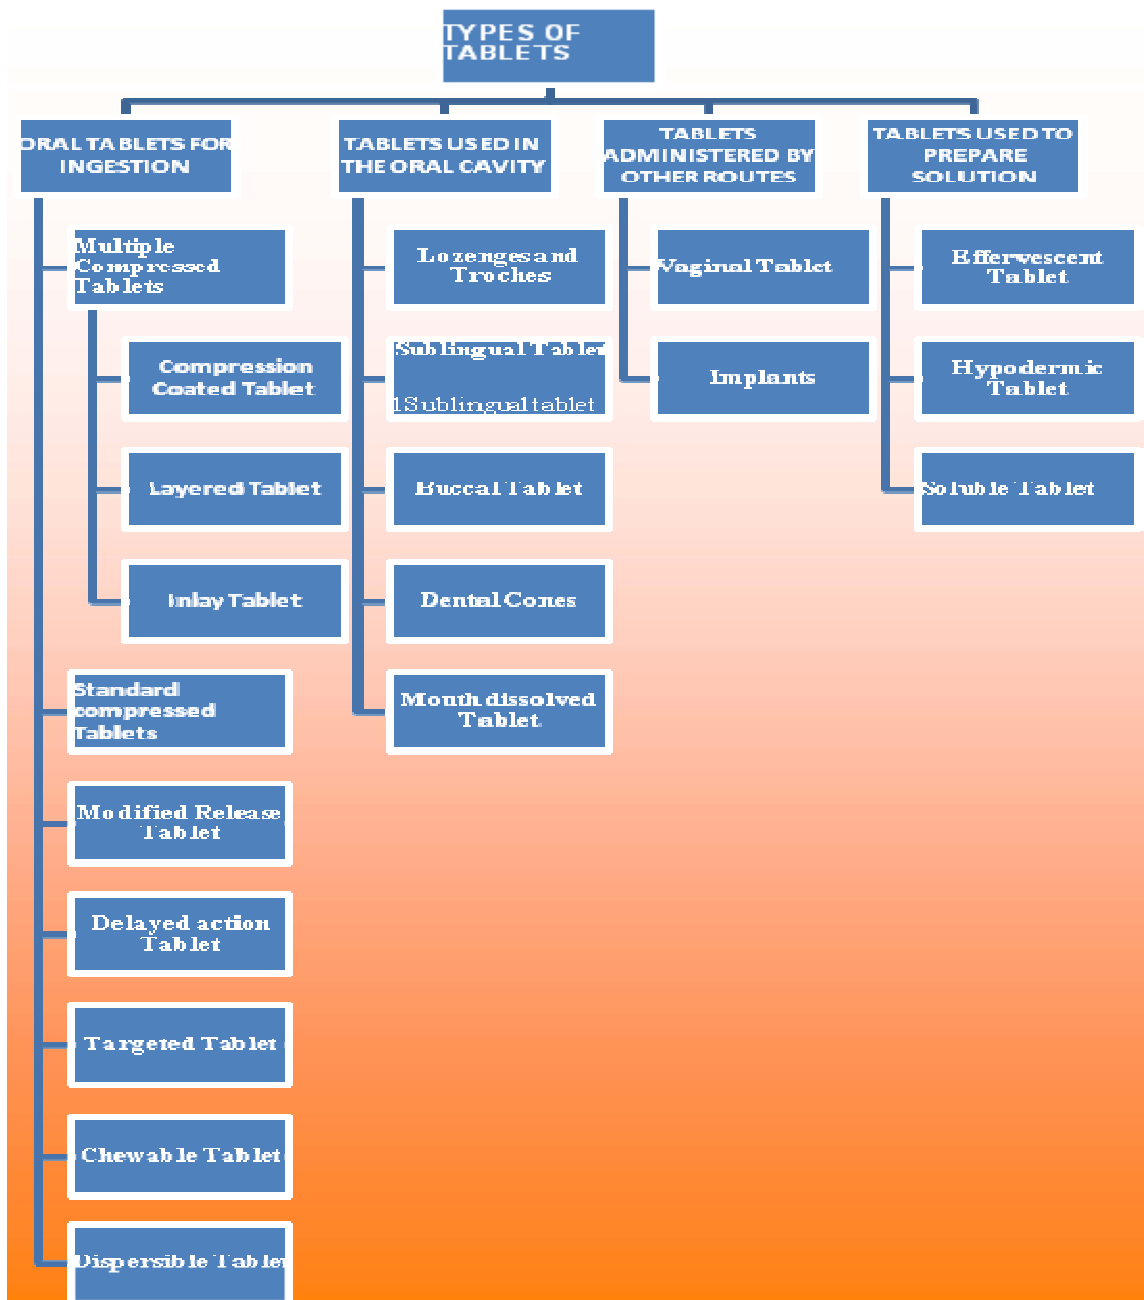 TYPES OF
TABLETS
ORAL TABLETS FOR
INGESTION
Multiple
Compressed
Tablets
Compression
Coated Tablet
Layered Tablet
Inlay Tablet
Standard
compressed
Tablets
Modified Release
Tablet
Delayed action
Tablet
Targeted Tablet
Chewable Tablet
Dispersible Tablet
TABLETS USED IN
THE ORAL CAVITY
Lozenges and
Troches
Sublingual Tablet
1Sublingual tablet
Buccal Tablet
Dental Cones
Mouth dissolved
Tablet
TABLETS
ADMINISTERED BY
OTHER ROUTES
Vaginal Tablet
Implants
TABLETS USED TO
PREPARE
SOLUTION
Effervescent
Tablet
Hypodermic
Tablet
Soluble Tablet